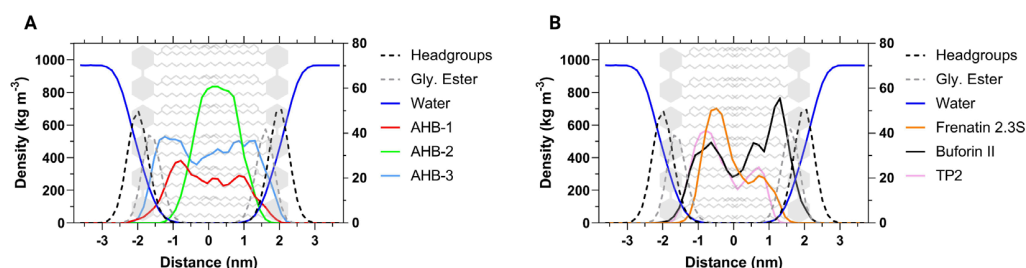 A
Density (kg m-3)
1000
800
600
400
200
0
80
60
40
20
0
-3 -2 -1 0 1 2 3
Distance (nm)
Headgroups
Gly. Ester
Water
AHB-1
AHB-2
AHB-3
B
Density (kg m-3)
1000
800
600
400
200
0
80
60
40
20
0
-3 -2 -1 0 1 2 3
Distance (nm)
Headgroups
Gly. Ester
Water
Frenatin 2.3S
Buforin II
TP2